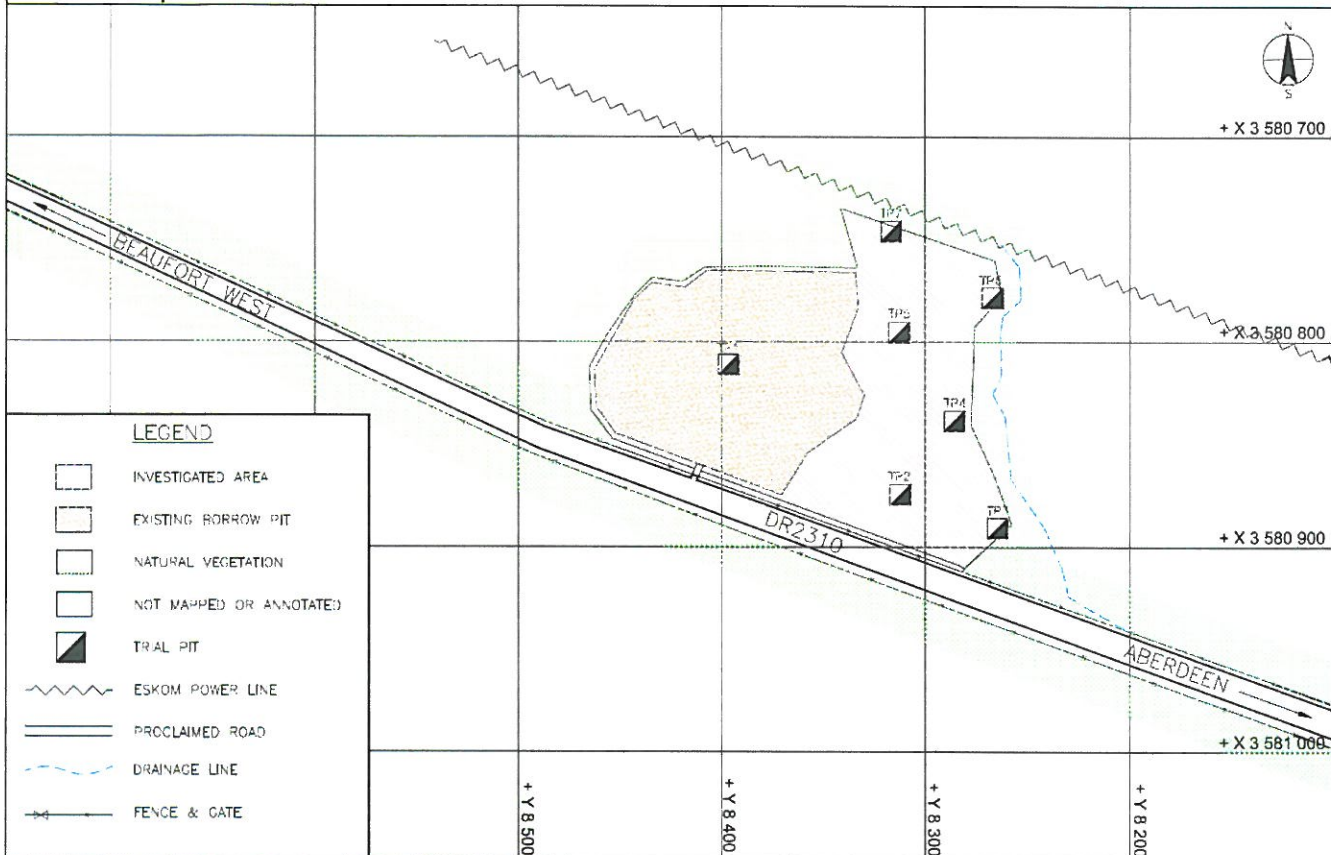 N
S
+ X 3 580 700
TP7
BEAUFORT WEST
+ X 3 580 800
TP4
TP2
DR2310
+ X 3 580 900
ABERDEEN
+ X 3 581 000
+ Y 8 500
+ Y 8 400
+ Y 8 300
+ Y 8 200
LEGEND
INVESTIGATED AREA
EXISTING BORROW PIT
NATURAL VEGETATION
NOT MAPPED OR ANNOTATED
TRIAL PIT
ESKOM POWER LINE
PROCLAIMED ROAD
DRAINAGE LINE
FENCE & GATE